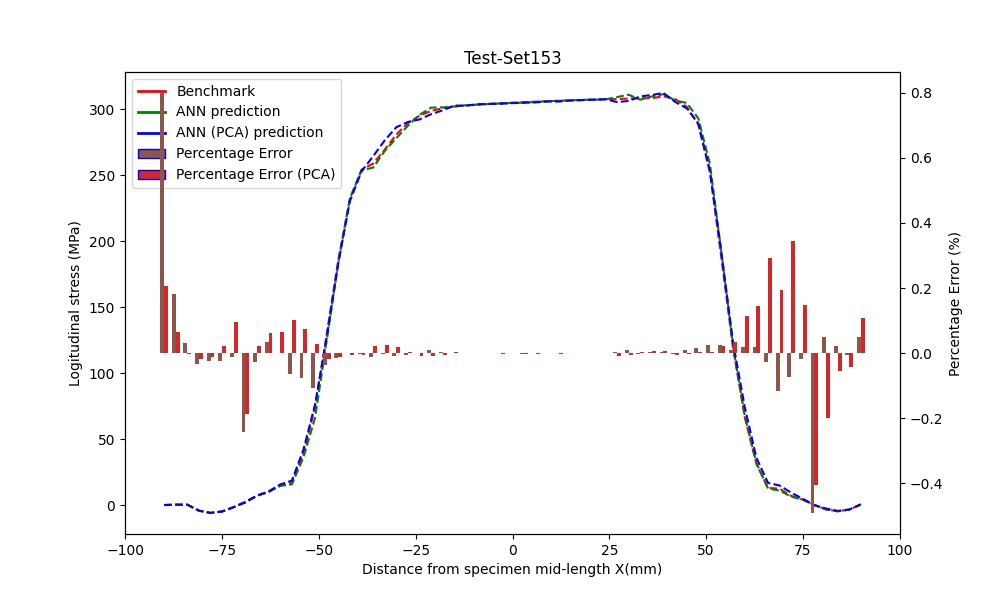 Test-Set153
Benchmark
ANN prediction
ANN (PCA) prediction
Percentage Error
Percentage Error (PCA)
Logitudinal stress (MPa)
300
250
200
150
100
50
0
0.8
0.6
0.4
0.2
0.0
−0.2
−0.4
Percentage Error (%)
−100 −75 −50 −25 0 25 50 75 100
Distance from specimen mid-length X(mm)